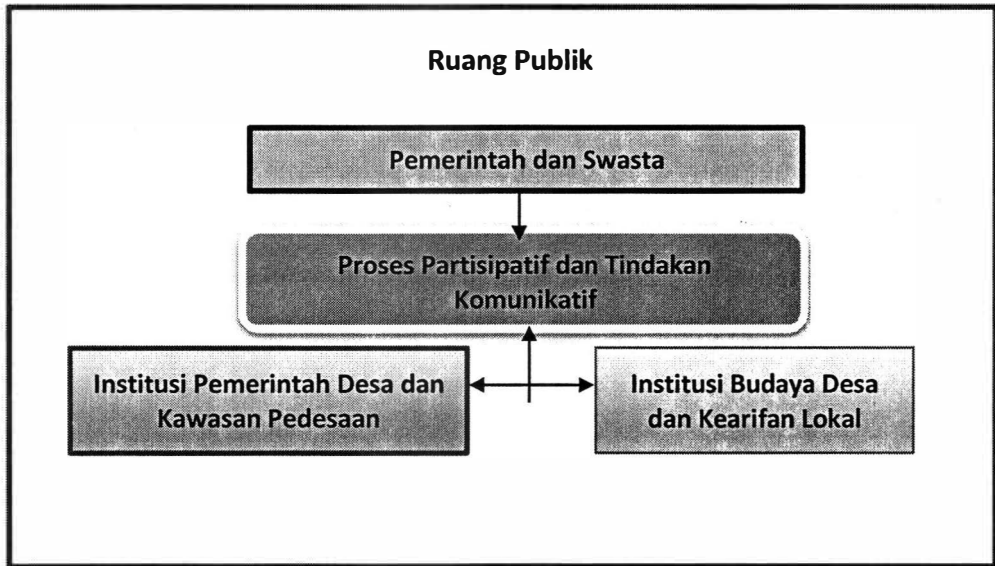 Ruang Publik
Pemerintah dan Swasta
Proses Partisipatif dan Tindakan
Komunikatif
Institusi Pemerintah Desa dan
Kawasan Pedesaan
Institusi Budaya Desa
dan Kearifan Lokal